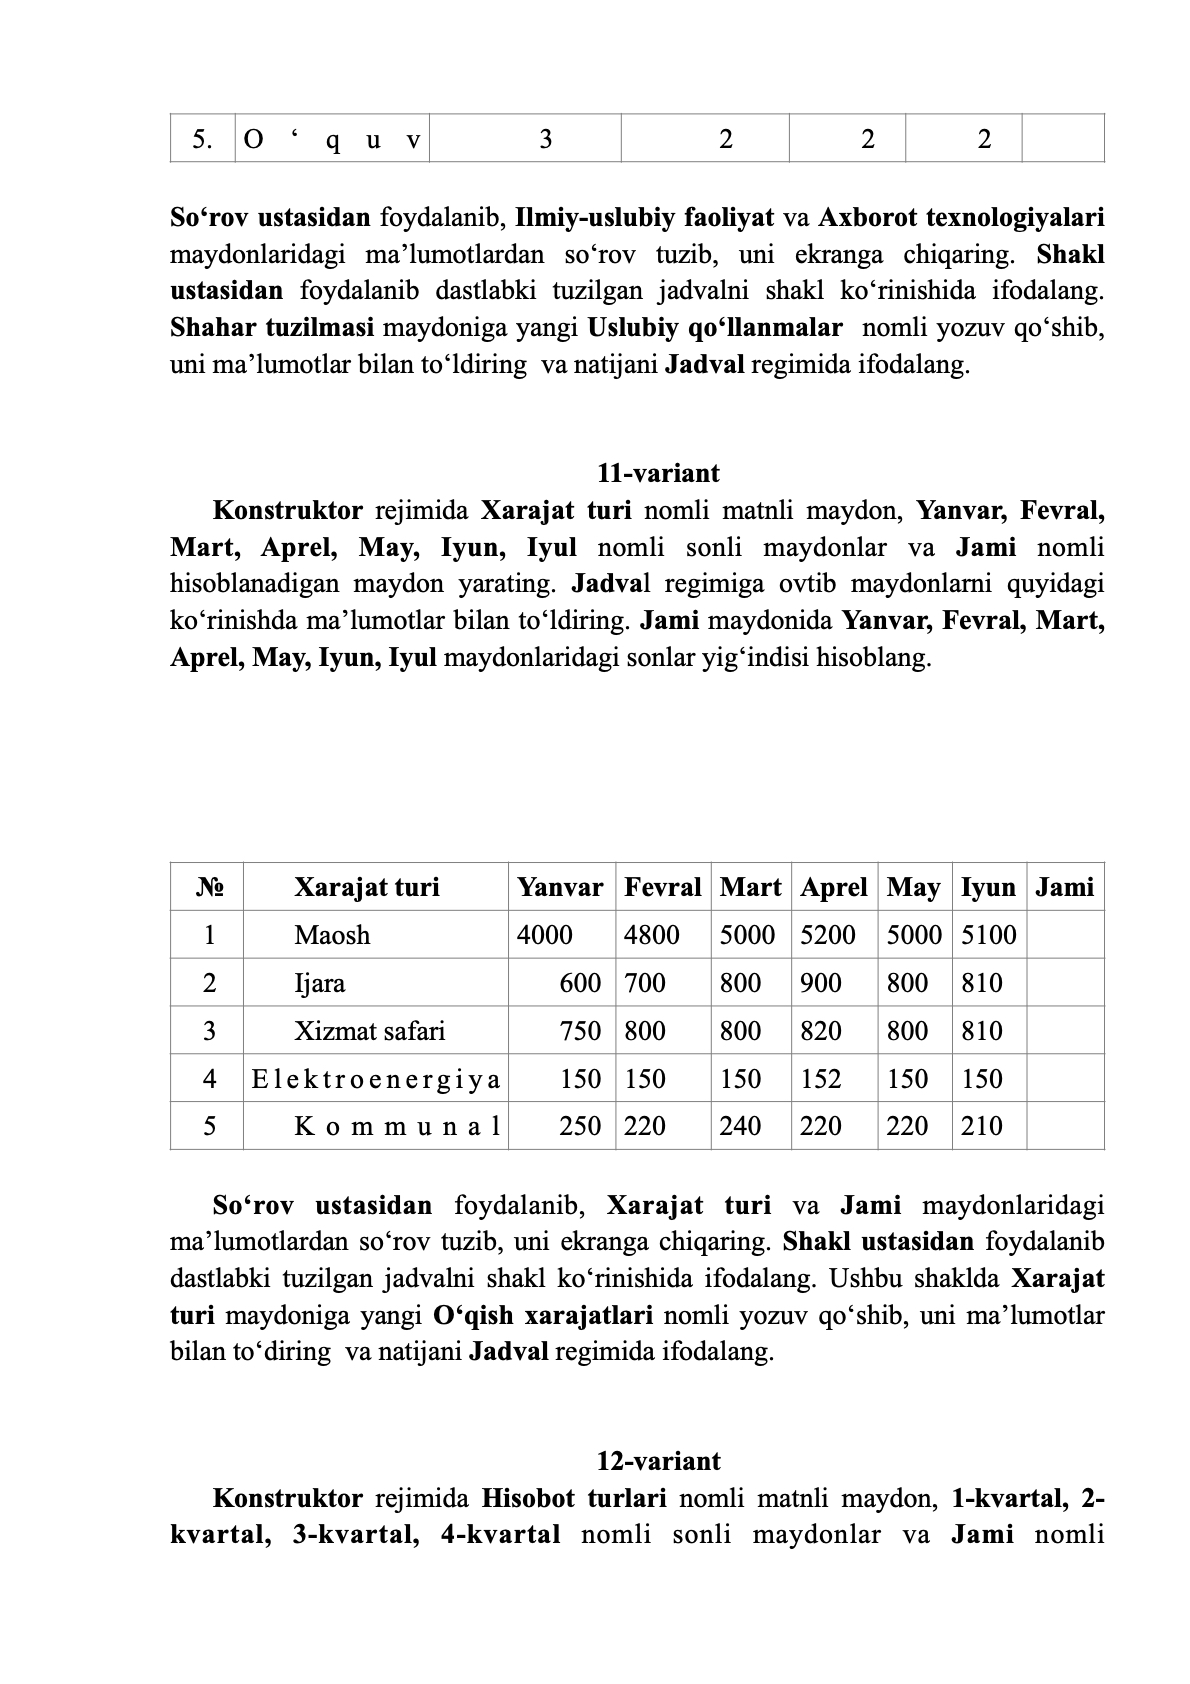 5. O ‘ q u v 3 2 2 2
So‘rov ustasidan foydalanib, Ilmiy-uslubiy faoliyat va Axborot texnologiyalari
maydonlaridagi ma’lumotlardan so‘rov tuzib, uni ekranga chiqaring. Shakl
ustasidan foydalanib dastlabki tuzilgan jadvalni shakl ko‘rinishida ifodalang.
Shahar tuzilmasi maydoniga yangi Uslubiy qo‘llanmalar nomli yozuv qo‘shib,
uni ma’lumotlar bilan to‘ldiring va natijani Jadval regimida ifodalang.
11-variant
Konstruktor rejimida Xarajat turi nomli matnli maydon, Yanvar, Fevral,
Mart, Aprel, May, Iyun, Iyul nomli sonli maydonlar va Jami nomli
hisoblanadigan maydon yarating. Jadval regimiga ovtib maydonlarni quyidagi
ko‘rinishda ma’lumotlar bilan to‘ldiring. Jami maydonida Yanvar, Fevral, Mart,
Aprel, May, Iyun, Iyul maydonlaridagi sonlar yig‘indisi hisoblang.
№ Xarajat turi Yanvar Fevral Mart Aprel May Iyun Jami
1 Maosh 4000 4800 5000 5200 5000 5100
2 Ijara 600 700 800 900 800 810
3 Xizmat safari 750 800 800 820 800 810
4 Elektroenergiya 150 150 150 152 150 150
5 K o m m u n a l 250 220 240 220 220 210
So‘rov ustasidan foydalanib, Xarajat turi va Jami maydonlaridagi
ma’lumotlardan so‘rov tuzib, uni ekranga chiqaring. Shakl ustasidan foydalanib
dastlabki tuzilgan jadvalni shakl ko‘rinishida ifodalang. Ushbu shaklda Xarajat
turi maydoniga yangi O‘qish xarajatlari nomli yozuv qo‘shib, uni ma’lumotlar
bilan to‘diring va natijani Jadval regimida ifodalang.
12-variant
Konstruktor rejimida Hisobot turlari nomli matnli maydon, 1-kvartal, 2-
kvartal, 3-kvartal, 4-kvartal nomli sonli maydonlar va Jami nomli